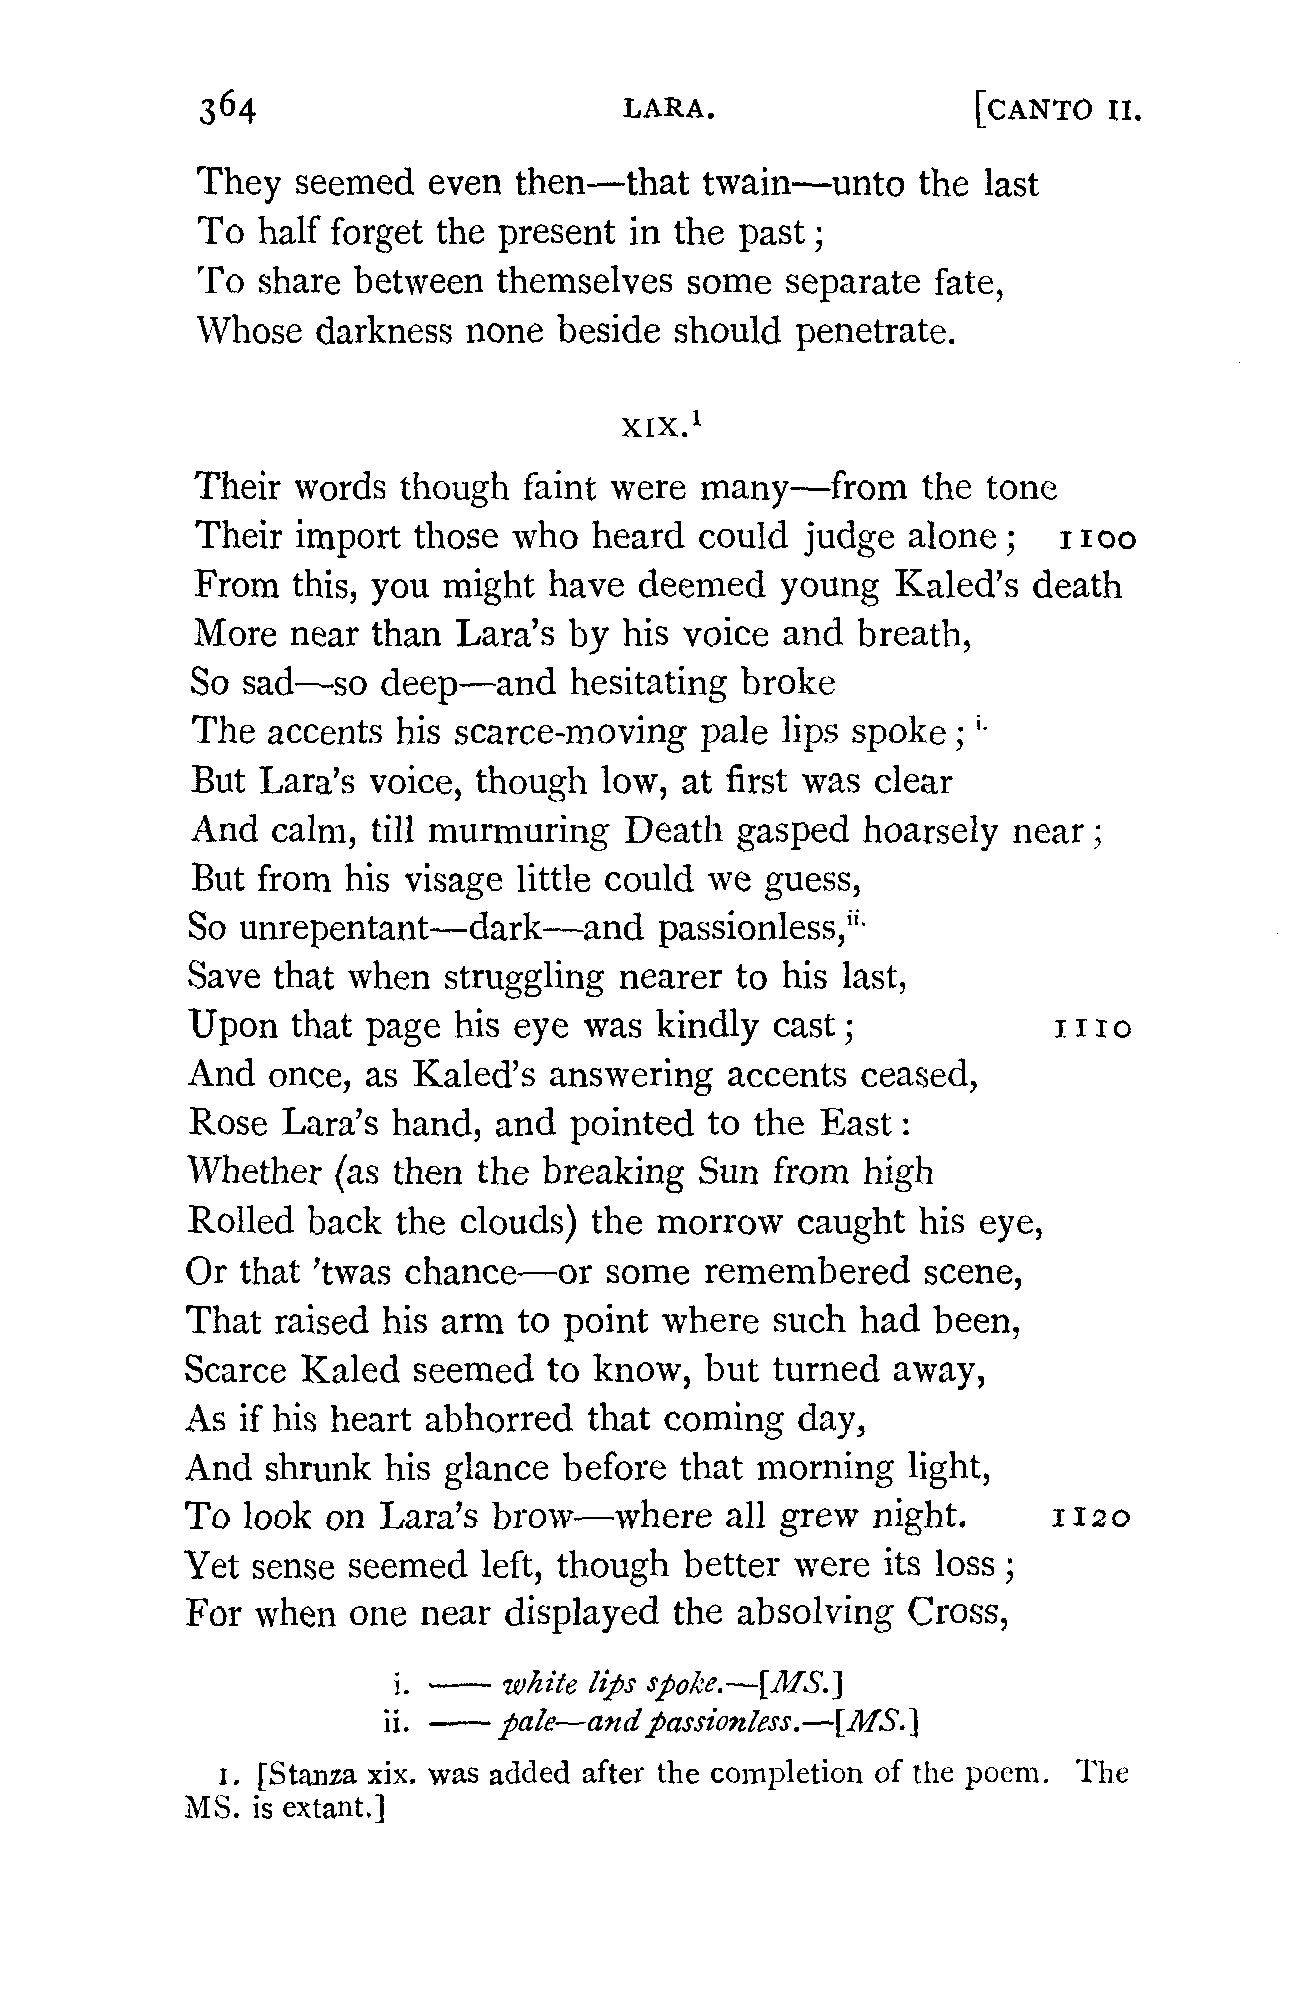 364 LARA. [CANTO II.
They seemed even then—that twain—unto the last
To half forget the present in the past;
To share between themselves some separate fate,
Whose darkness none beside should penetrate.
XIX.¹
Their words though faint were many—from the tone
Their import those who heard could judge alone; 1100
From this, you might have deemed young Kaled's death
More near than Lara's by his voice and breath,
So sad—so deep—and hesitating broke
The accents his scarce-moving pale lips spoke; i.
But Lara's voice, though low, at first was clear
And calm, till murmuring Death gasped hoarsely near;
But from his visage little could we guess,
So unrepentant—dark—and passionless, ii.
Save that when struggling nearer to his last,
Upon that page his eye was kindly cast; 1110
And once, as Kaled's answering accents ceased,
Rose Lara's hand, and pointed to the East:
Whether (as then the breaking Sun from high
Rolled back the clouds) the morrow caught his eye,
Or that 'twas chance—or some remembered scene,
That raised his arm to point where such had been,
Scarce Kaled seemed to know, but turned away,
As if his heart abhorred that coming day,
And shrunk his glance before that morning light,
To look on Lara's brow—where all grew night. 1120
Yet sense seemed left, though better were its loss;
For when one near displayed the absolving Cross,
i. —— white lips spoke.—[MS.]
ii. —— pale—and passionless.—[MS.]
1. [Stanza xix. was added after the completion of the poem. The
MS. is extant.]